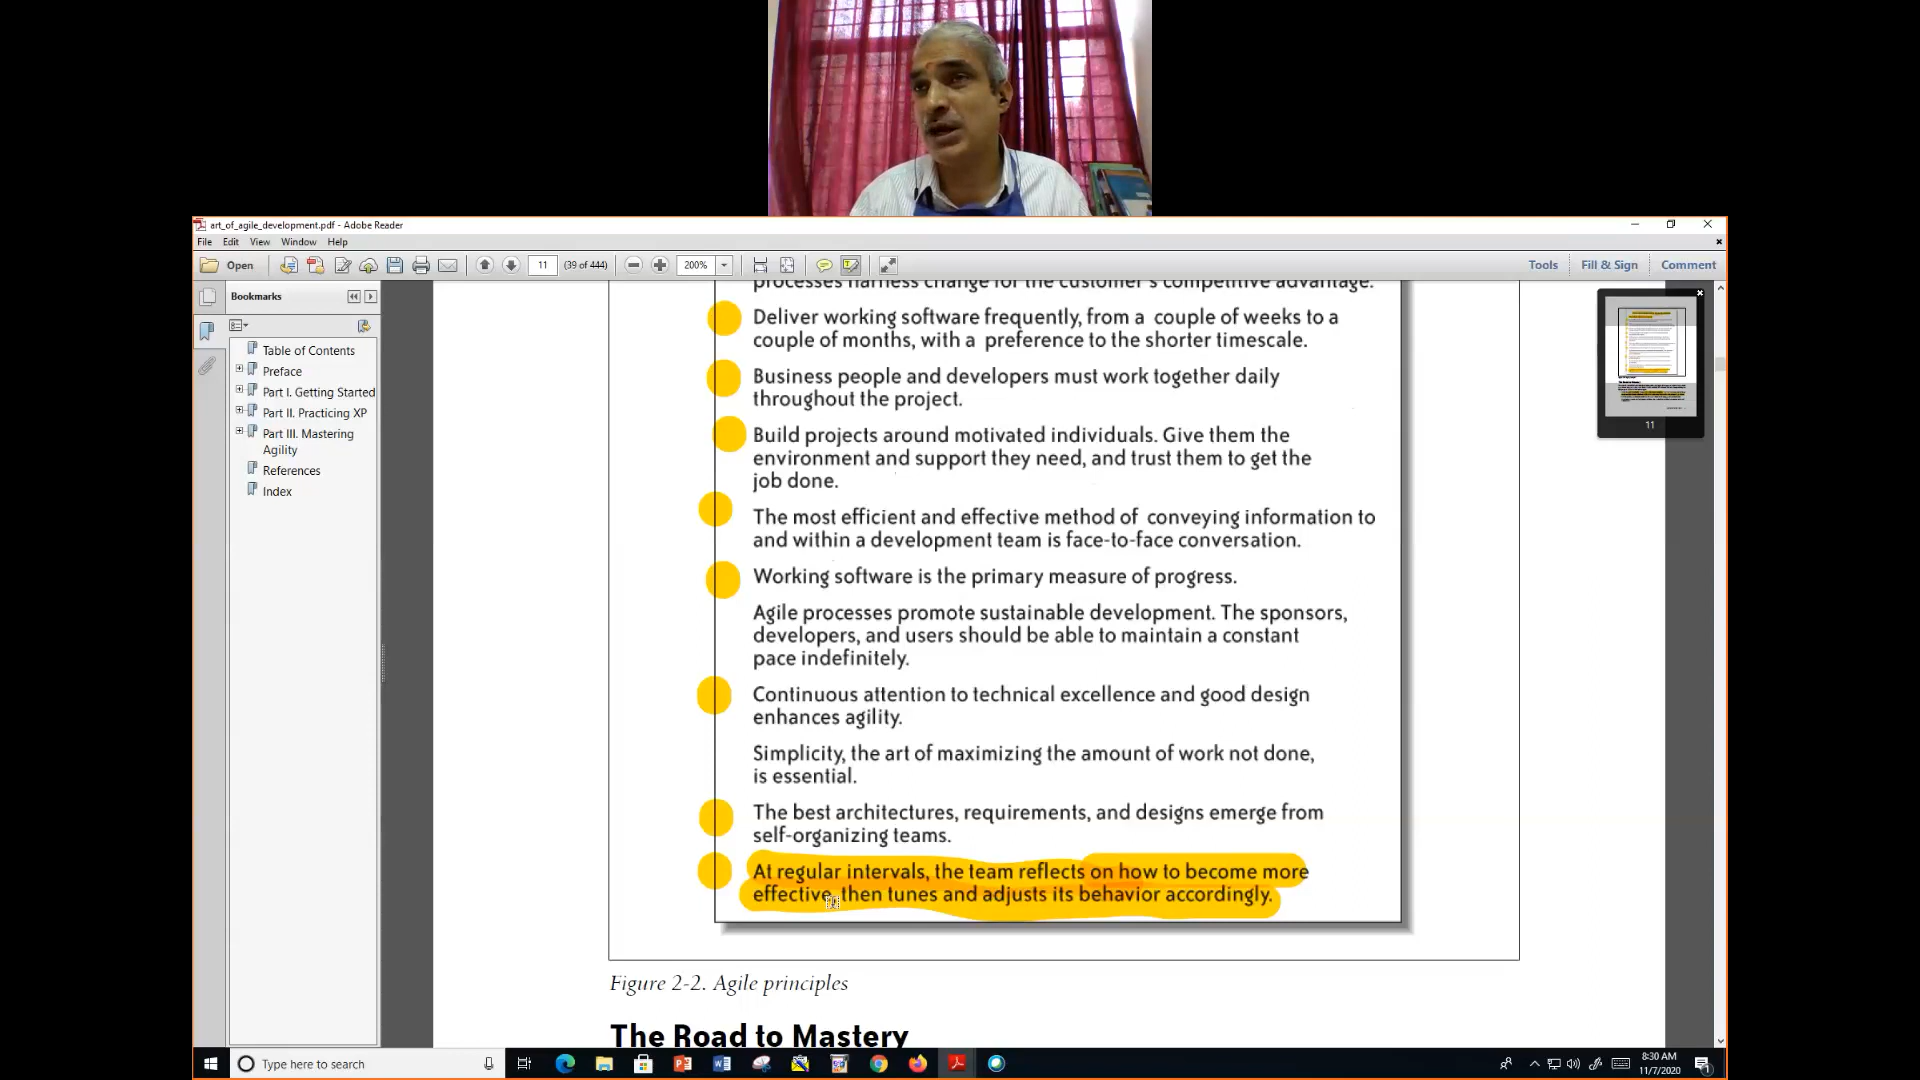 art_of_agile_development.pdf - Adobe Reader
File Edit View Window Help
Open 11 (39 of 444) 200% Tools Fill & Sign Comment
Bookmarks
Table of Contents
Preface
Part I. Getting Started
Part II. Practicing XP
Part III. Mastering
Agility
References
Index
processes harness change for the customer's competitive advantage.
Deliver working software frequently, from a couple of weeks to a
couple of months, with a preference to the shorter timescale.
Business people and developers must work together daily
throughout the project.
Build projects around motivated individuals. Give them the
environment and support they need, and trust them to get the
job done.
The most efficient and effective method of conveying information to
and within a development team is face-to-face conversation.
Working software is the primary measure of progress.
Agile processes promote sustainable development. The sponsors,
developers, and users should be able to maintain a constant
pace indefinitely.
Continuous attention to technical excellence and good design
enhances agility.
Simplicity, the art of maximizing the amount of work not done,
is essential.
The best architectures, requirements, and designs emerge from
self-organizing teams.
At regular intervals, the team reflects on how to become more
effective, then tunes and adjusts its behavior accordingly.
Figure 2-2. Agile principles
The Road to Mastery
11
Type here to search
8:30 AM
11/7/2020